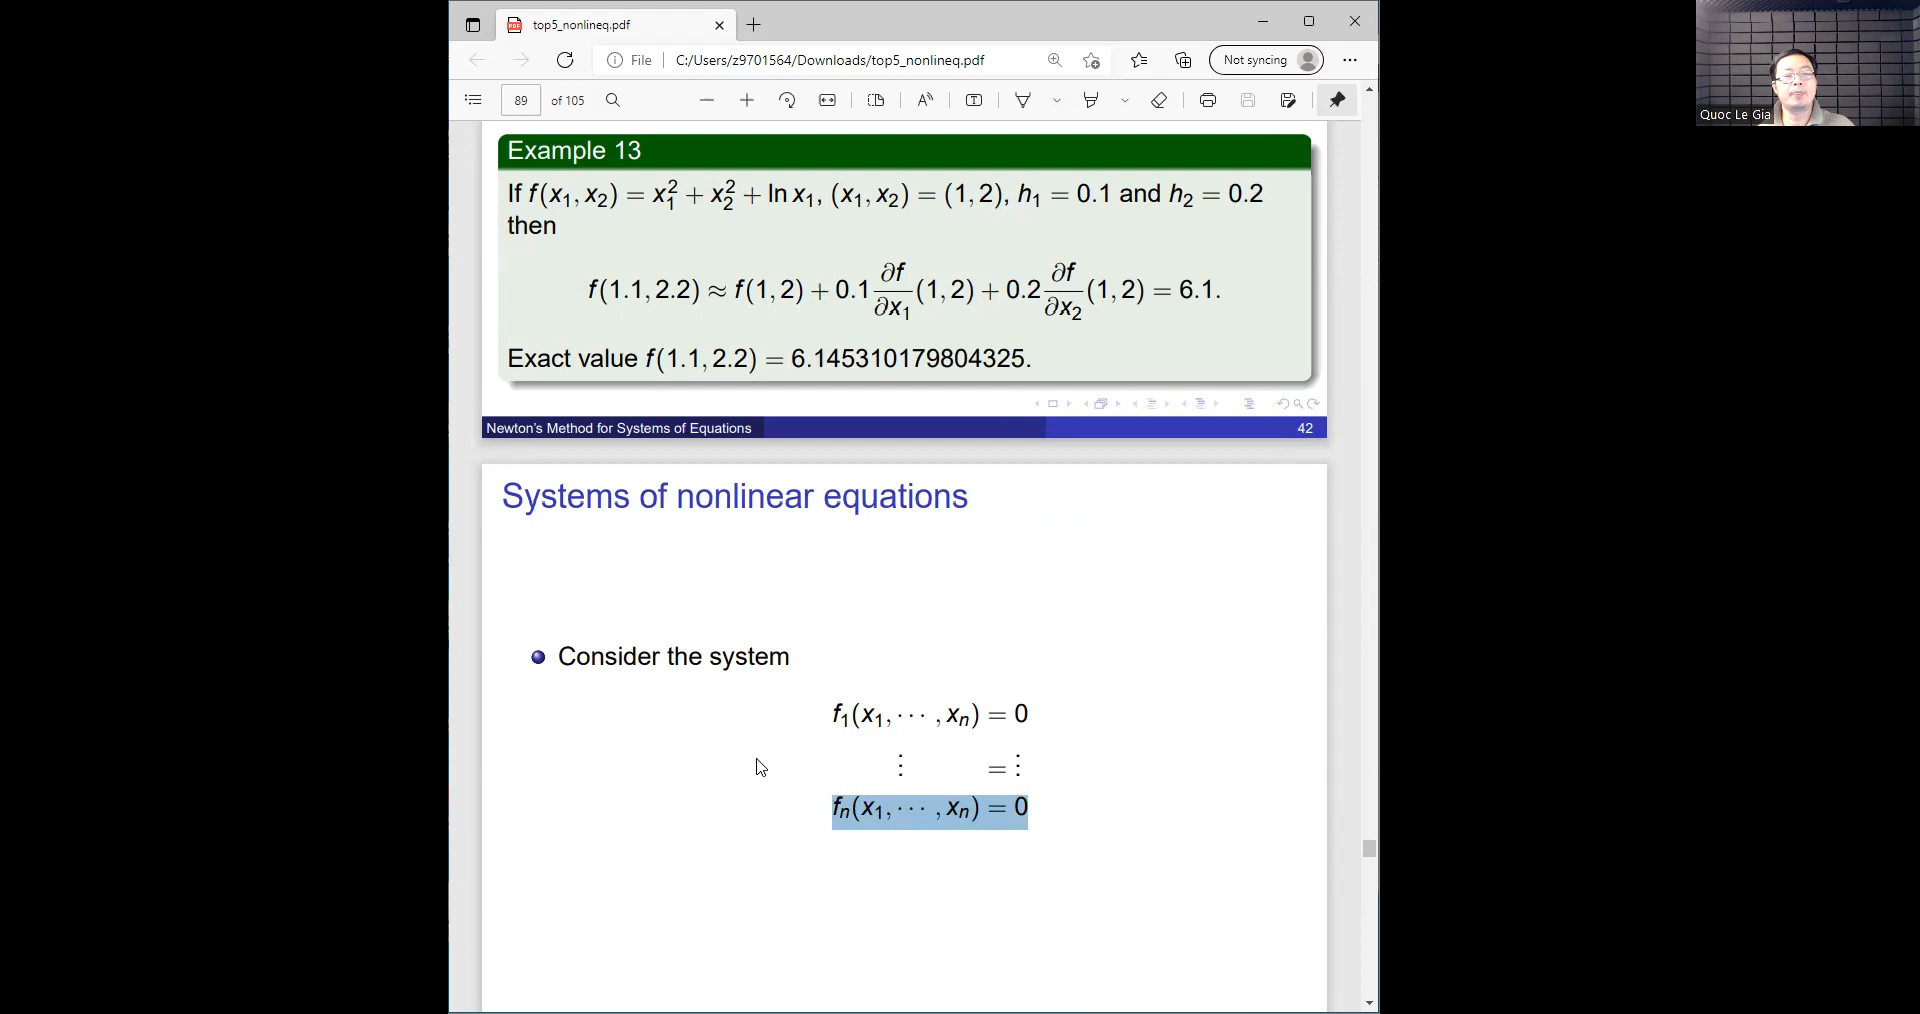 top5_nonlineq.pdf
File C:/Users/z9701564/Downloads/top5_nonlineq.pdf Not syncing
89 of 105
Example 13
If f(x₁, x₂) = x₁² + x₂² + ln x₁, (x₁, x₂) = (1, 2), h₁ = 0.1 and h₂ = 0.2
then
f(1.1, 2.2) ≈ f(1, 2) + 0.1 ∂f/∂x₁ (1, 2) + 0.2 ∂f/∂x₂ (1, 2) = 6.1.
Exact value f(1.1, 2.2) = 6.145310179804325.
Newton's Method for Systems of Equations 42
Systems of nonlinear equations
Consider the system
f₁(x₁, ⋯ , xₙ) = 0
⋮ = ⋮
fₙ(x₁, ⋯ , xₙ) = 0
Quoc Le Gia